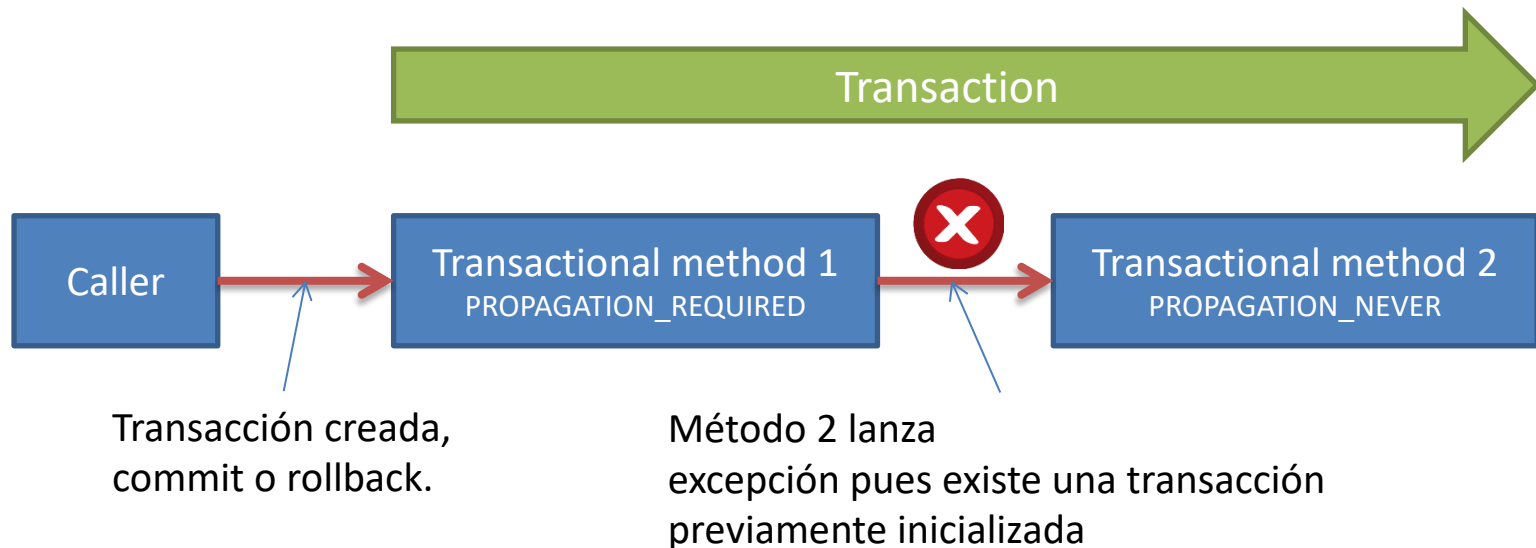 Transaction
Caller
Transactional method 1
PROPAGATION_REQUIRED
Transactional method 2
PROPAGATION_NEVER
Transacción creada,
commit o rollback.
Método 2 lanza
excepción pues existe una transacción
previamente inicializada